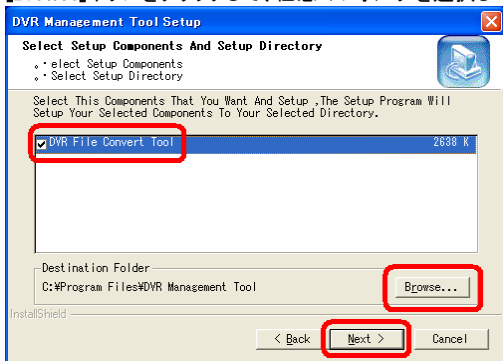 DVR Management Tool Setup
Select Setup Components And Setup Directory
。・elect Setup Components
。・Select Setup Directory
Select This Components That You Want And Setup ,The Setup Program Will
Setup Your Selected Components To Your Selected Directory.
DVR File Convert Tool 2638 K
Destination Folder
C:¥Program Files¥DVR Management Tool
Browse...
InstallShield
< Back Next > Cancel